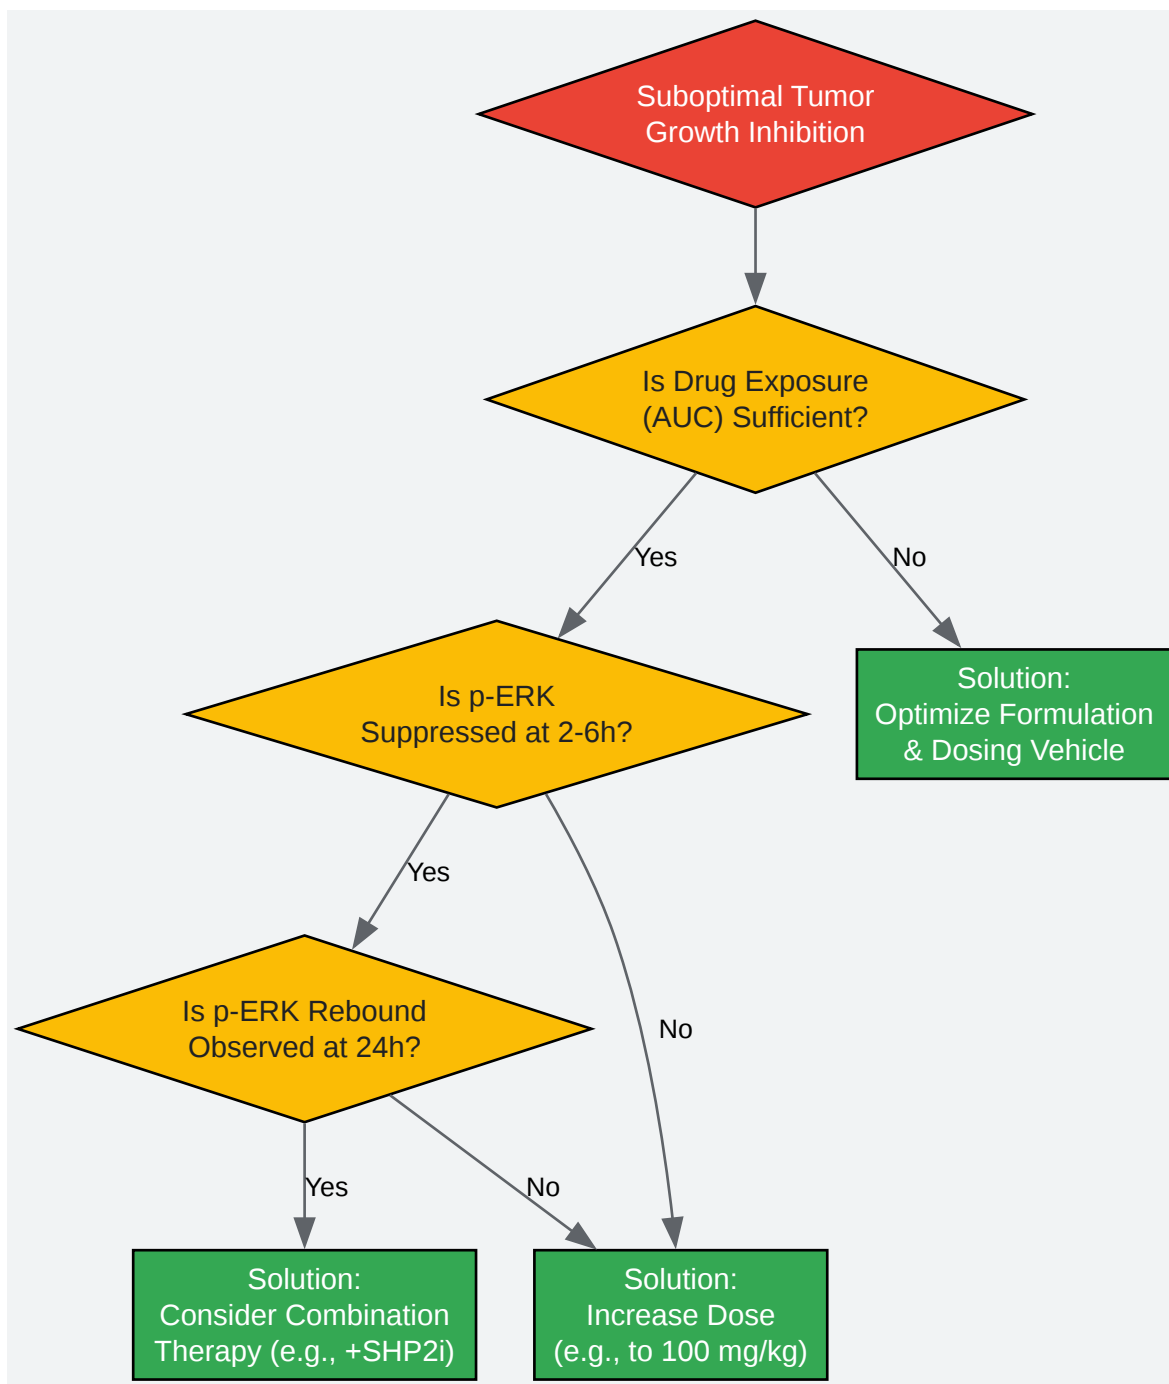 Suboptimal Tumor
Growth Inhibition
Is Drug Exposure
(AUC) Sufficient?
Yes
No
Is p-ERK
Suppressed at 2-6h?
Solution:
Optimize Formulation
& Dosing Vehicle
Yes
No
Is p-ERK Rebound
Observed at 24h?
Yes
No
Solution:
Consider Combination
Therapy (e.g., +SHP2i)
Solution:
Increase Dose
(e.g., to 100 mg/kg)